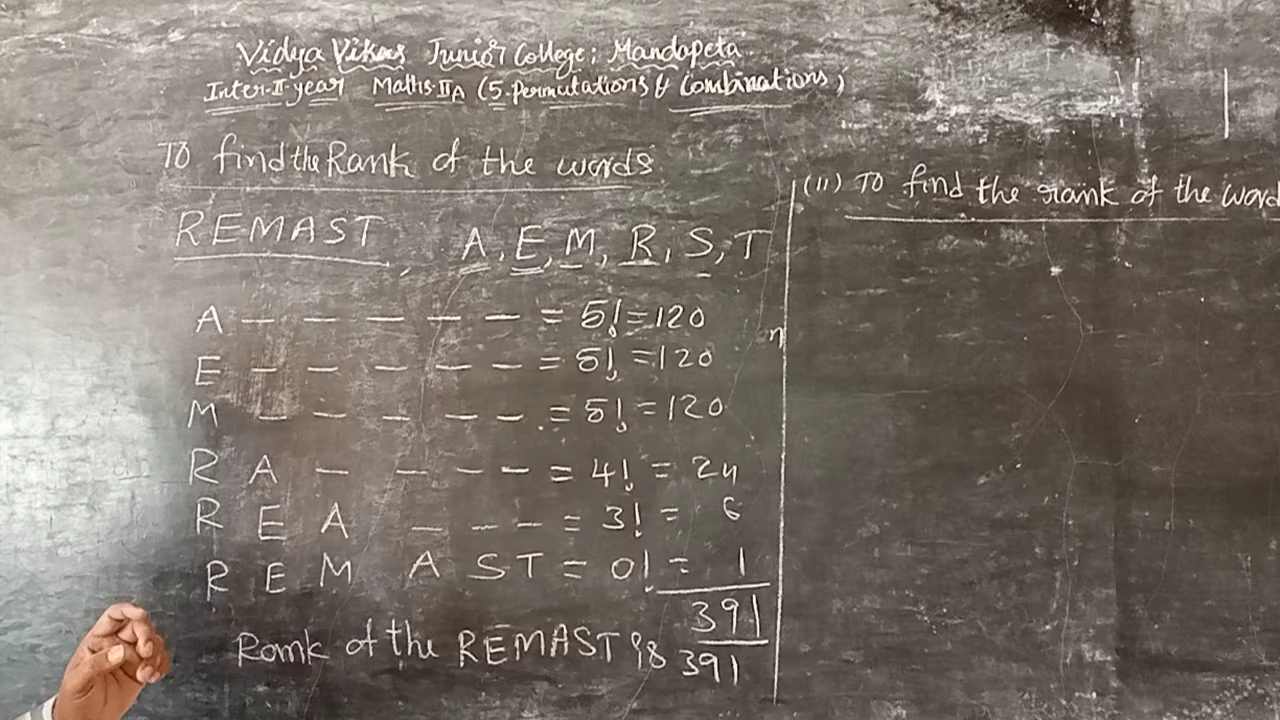 Vidya Vikas Junior College; Mandapeta.
Inter-II-year Maths-IIA (5. Permutations & Combinations)
To find the Rank of the words
REMAST, A, E, M, R, S, T
A – – – – – = 5! = 120
E – – – – – = 5! = 120
M – – – – – = 5! = 120
R A – – – – = 4! = 24
R E A – – – = 3! = 6
R E M A S T = 0! = 1
391
Rank of the REMAST is 391
(ii) To find the rank of the word
n